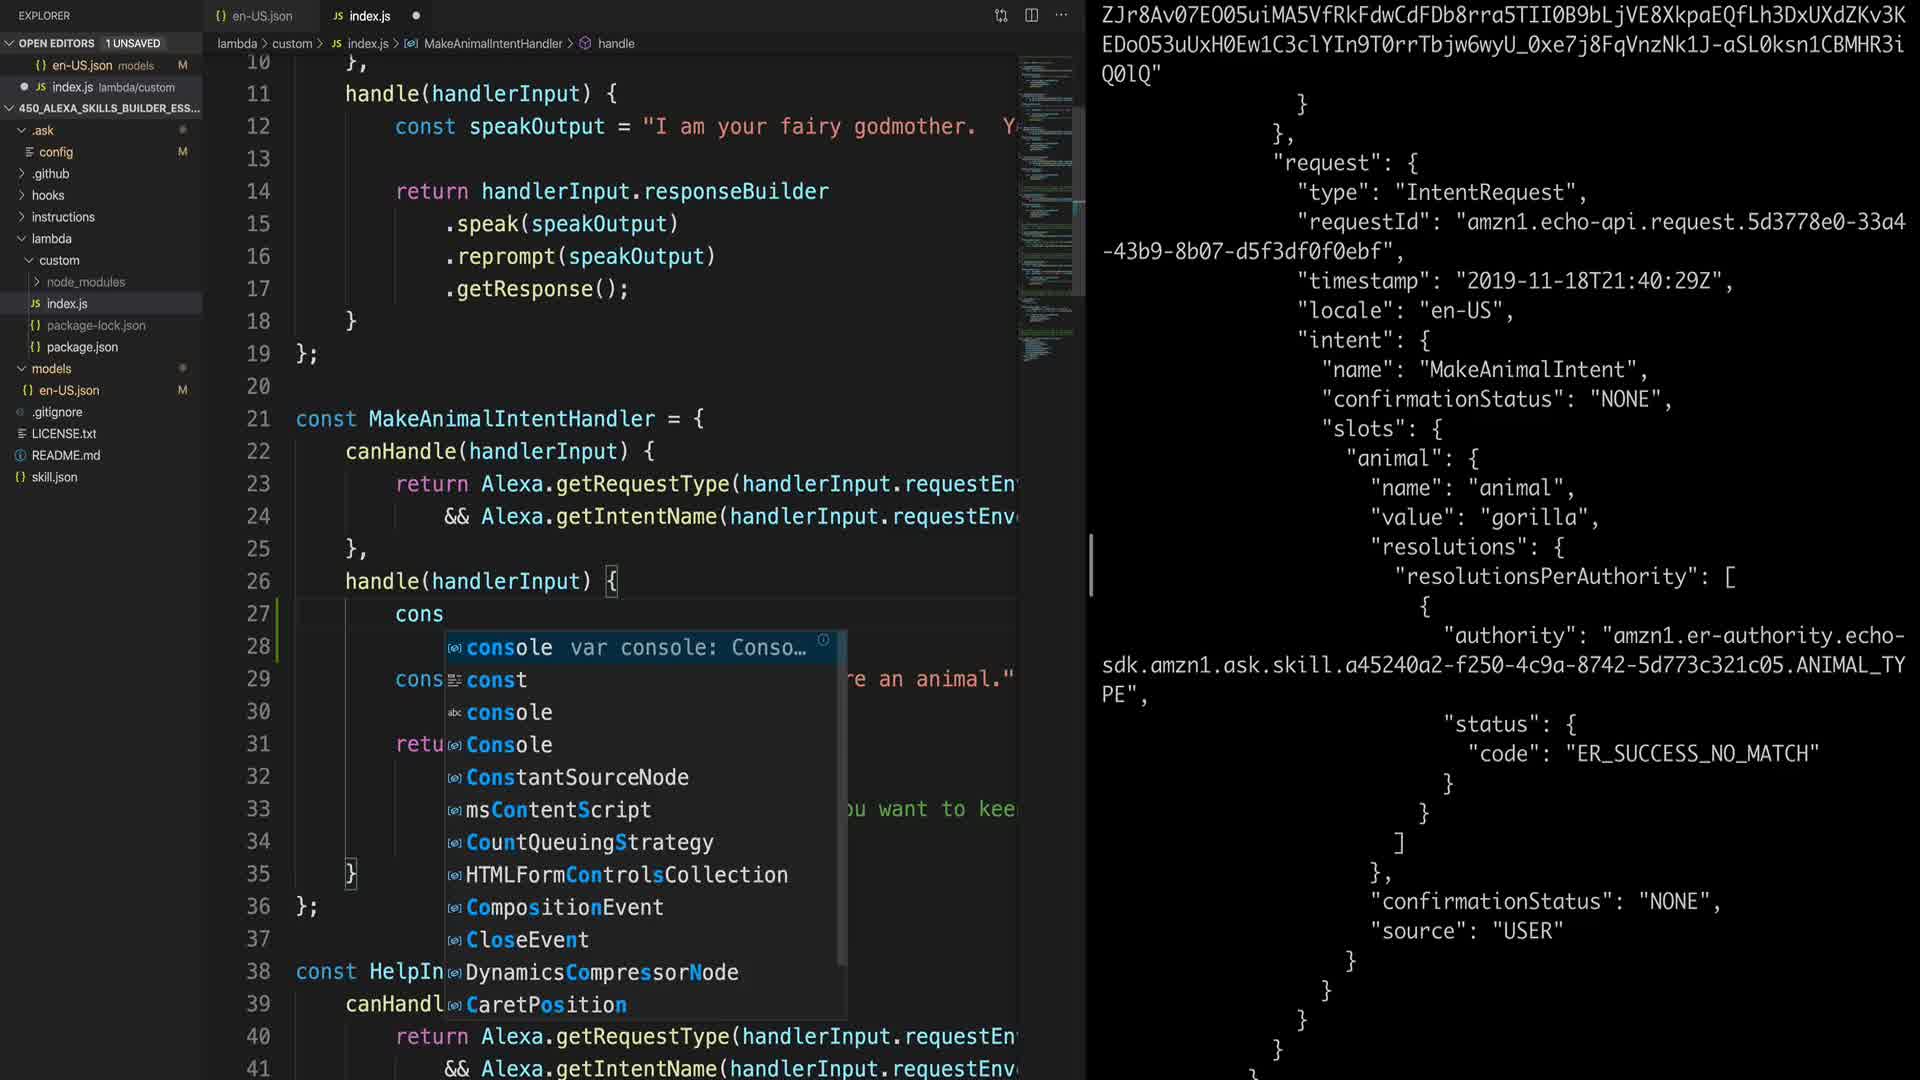 EXPLORER
OPEN EDITORS 1 UNSAVED
{} en-US.json models M
JS index.js lambda/custom
450_ALEXA_SKILLS_BUILDER_ESS...
.ask
config M
.github
hooks
instructions
lambda
custom
node_modules
JS index.js
{} package-lock.json
{} package.json
models
{} en-US.json M
.gitignore
LICENSE.txt
README.md
{} skill.json
{} en-US.json
JS index.js
lambda > custom > JS index.js > MakeAnimalIntentHandler > handle
10 },
11 handle(handlerInput) {
12 const speakOutput = "I am your fairy godmother. Y
13
14 return handlerInput.responseBuilder
15 .speak(speakOutput)
16 .reprompt(speakOutput)
17 .getResponse();
18 }
19 };
20
21 const MakeAnimalIntentHandler = {
22 canHandle(handlerInput) {
23 return Alexa.getRequestType(handlerInput.requestEn
24 && Alexa.getIntentName(handlerInput.requestEnv
25 },
26 handle(handlerInput) {
27 cons
28
29 cons re an animal."
30
31 retu
32
33 ou want to kee
34
35 }
36 };
37
38 const HelpIn
39 canHandl
40 return Alexa.getRequestType(handlerInput.requestEn
41 && Alexa.getIntentName(handlerInput.requestEnv
console var console: Conso...
const
abc console
Console
ConstantSourceNode
msContentScript
CountQueuingStrategy
HTMLFormControlsCollection
CompositionEvent
CloseEvent
DynamicsCompressorNode
CaretPosition
ZJr8Av07EO05uiMA5VfRkFdwCdFDb8rra5TII0B9bLjVE8XkpaEQfLh3DxUXdZKv3K
EDoO53uUxH0Ew1C3clYIn9T0rrTbjw6wyU_0xe7j8FqVnzNk1J-aSL0ksn1CBMHR3i
Q0lQ"
}
},
"request": {
"type": "IntentRequest",
"requestId": "amzn1.echo-api.request.5d3778e0-33a4
-43b9-8b07-d5f3df0f0ebf",
"timestamp": "2019-11-18T21:40:29Z",
"locale": "en-US",
"intent": {
"name": "MakeAnimalIntent",
"confirmationStatus": "NONE",
"slots": {
"animal": {
"name": "animal",
"value": "gorilla",
"resolutions": {
"resolutionsPerAuthority": [
{
"authority": "amzn1.er-authority.echo-
sdk.amzn1.ask.skill.a45240a2-f250-4c9a-8742-5d773c321c05.ANIMAL_TY
PE",
"status": {
"code": "ER_SUCCESS_NO_MATCH"
}
}
]
},
"confirmationStatus": "NONE",
"source": "USER"
}
}
}
}
}